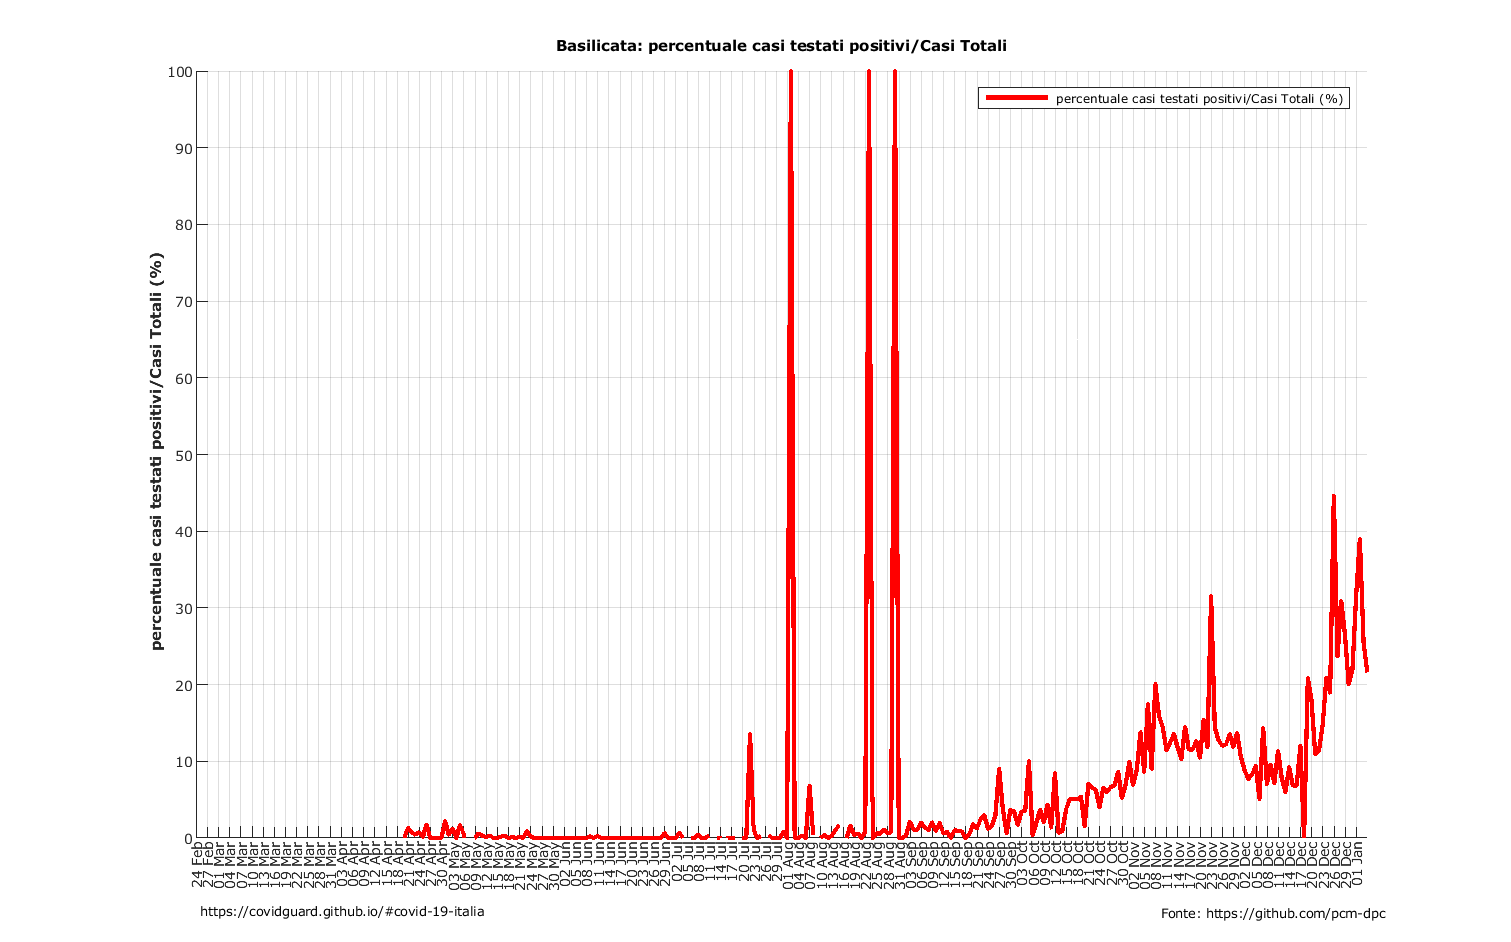 Basilicata: percentuale casi testati positivi/Casi Totali
percentuale casi testati positivi/Casi Totali (%)
percentuale casi testati positivi/Casi Totali (%)
100
90
80
70
60
50
40
30
20
10
0
24 Feb
27 Feb
01 Mar
04 Mar
07 Mar
10 Mar
13 Mar
16 Mar
19 Mar
22 Mar
25 Mar
28 Mar
31 Mar
03 Apr
06 Apr
09 Apr
12 Apr
15 Apr
18 Apr
21 Apr
24 Apr
27 Apr
30 Apr
03 May
06 May
09 May
12 May
15 May
18 May
21 May
24 May
27 May
30 May
02 Jun
05 Jun
08 Jun
11 Jun
14 Jun
17 Jun
20 Jun
23 Jun
26 Jun
29 Jun
02 Jul
05 Jul
08 Jul
11 Jul
14 Jul
17 Jul
20 Jul
23 Jul
26 Jul
29 Jul
01 Aug
04 Aug
07 Aug
10 Aug
13 Aug
16 Aug
19 Aug
22 Aug
25 Aug
28 Aug
31 Aug
03 Sep
06 Sep
09 Sep
12 Sep
15 Sep
18 Sep
21 Sep
24 Sep
27 Sep
30 Sep
03 Oct
06 Oct
09 Oct
12 Oct
15 Oct
18 Oct
21 Oct
24 Oct
27 Oct
30 Oct
02 Nov
05 Nov
08 Nov
11 Nov
14 Nov
17 Nov
20 Nov
23 Nov
26 Nov
29 Nov
02 Dec
05 Dec
08 Dec
11 Dec
14 Dec
17 Dec
20 Dec
23 Dec
26 Dec
29 Dec
01 Jan
https://covidguard.github.io/#covid-19-italia
Fonte: https://github.com/pcm-dpc